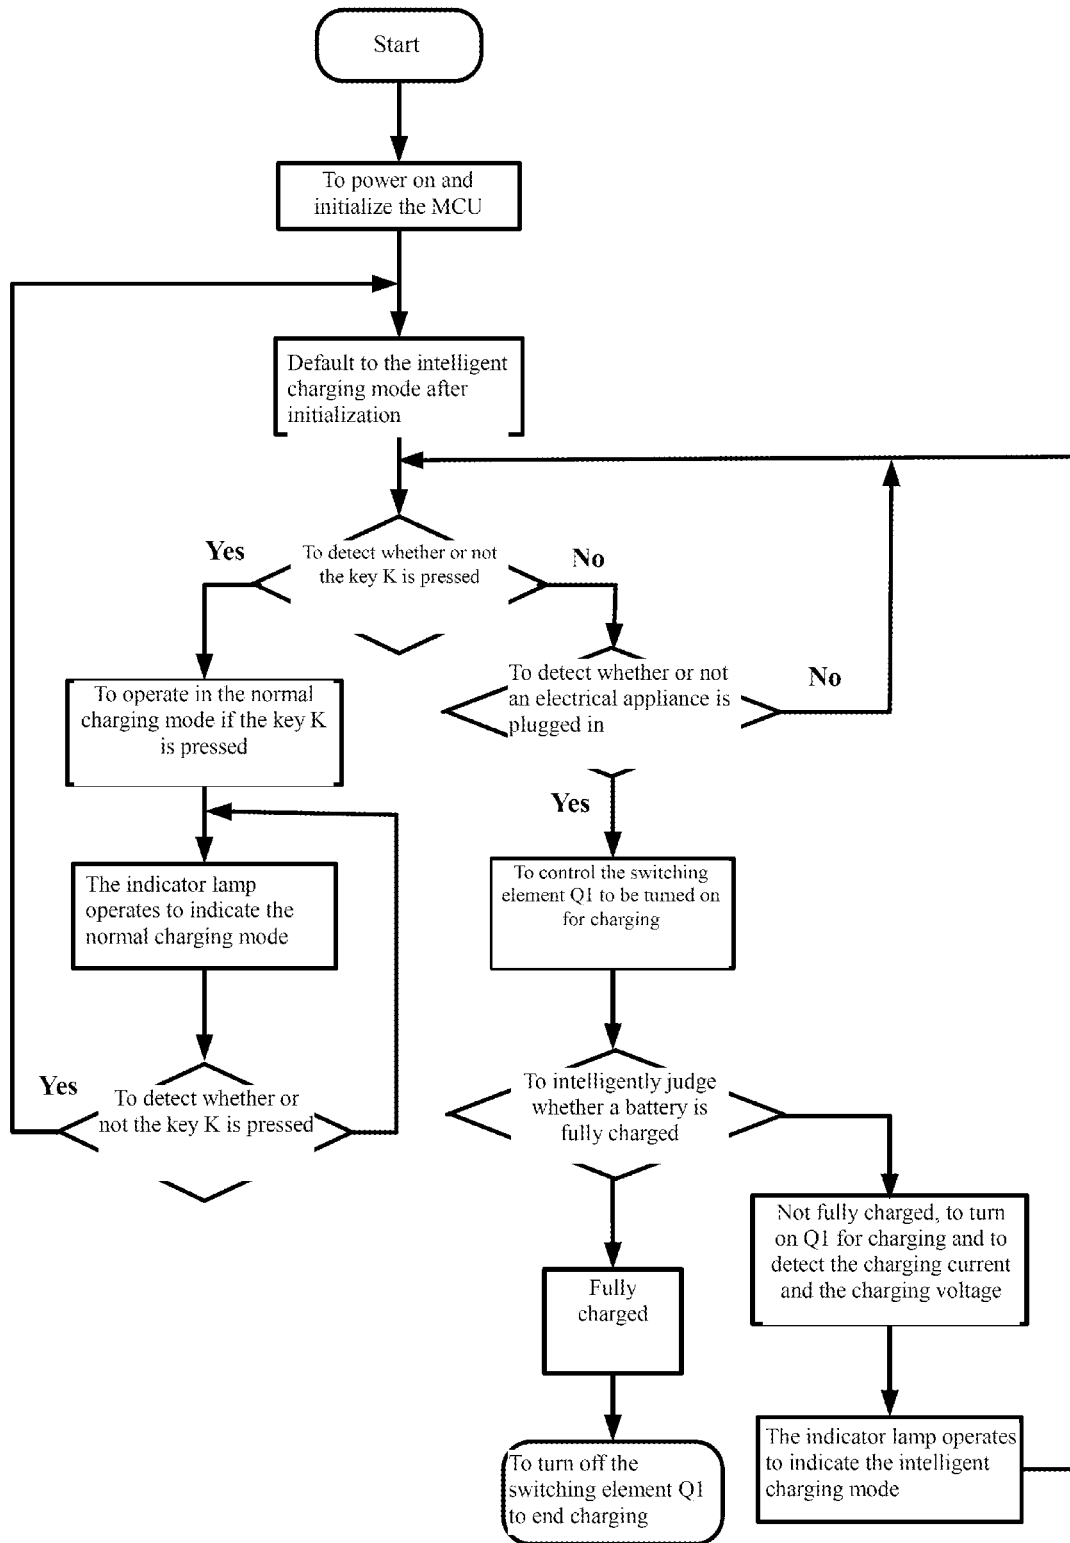 Start
To power on and
initialize the MCU
Default to the intelligent
charging mode after
initialization
Yes
To detect whether or not
the key K is pressed
No
To operate in the normal
charging mode if the key K
is pressed
To detect whether or not
an electrical appliance is
plugged in
No
Yes
The indicator lamp
operates to indicate the
normal charging mode
To control the switching
element Q1 to be turned on
for charging
Yes
To detect whether or
not the key K is pressed
To intelligently judge
whether a battery is
fully charged
Not fully charged, to turn
on Q1 for charging and to
detect the charging current
and the charging voltage
Fully
charged
The indicator lamp operates
to indicate the intelligent
charging mode
To turn off the
switching element Q1
to end charging